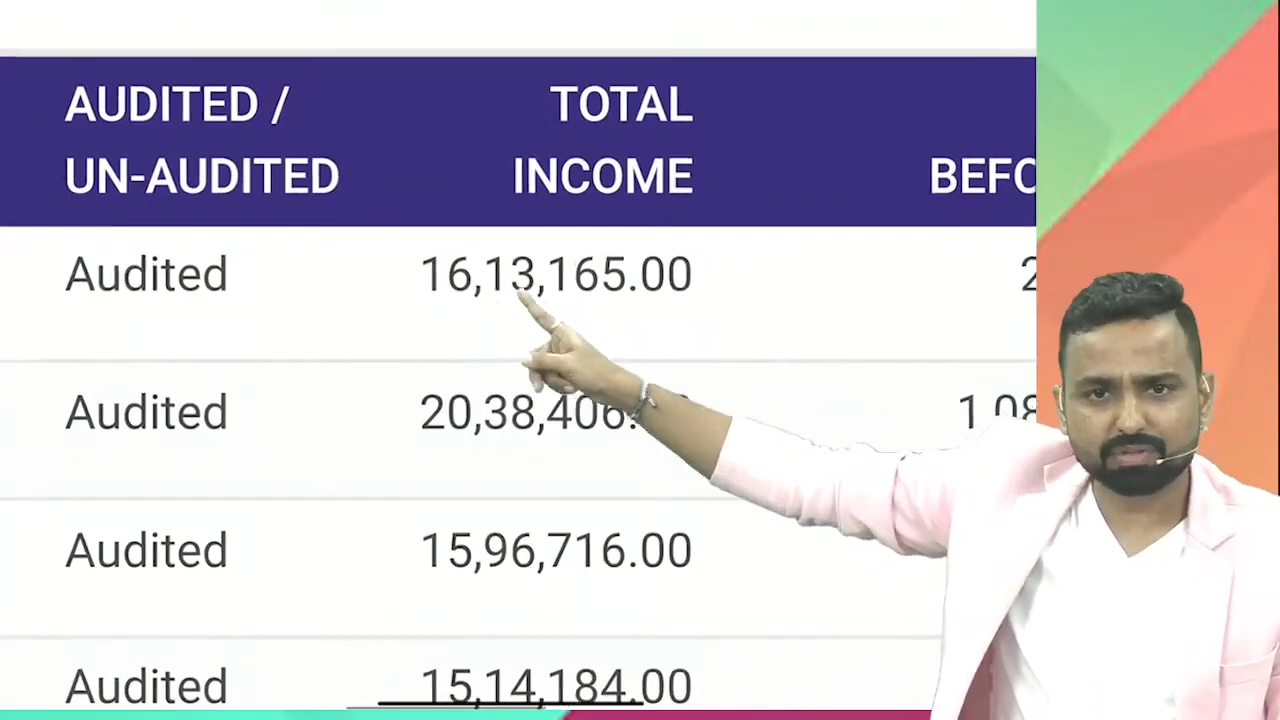 AUDITED / TOTAL
UN-AUDITED INCOME
Audited 16,13,165.00
Audited
Audited 15,96,716.00
Audited 15,14,184.00